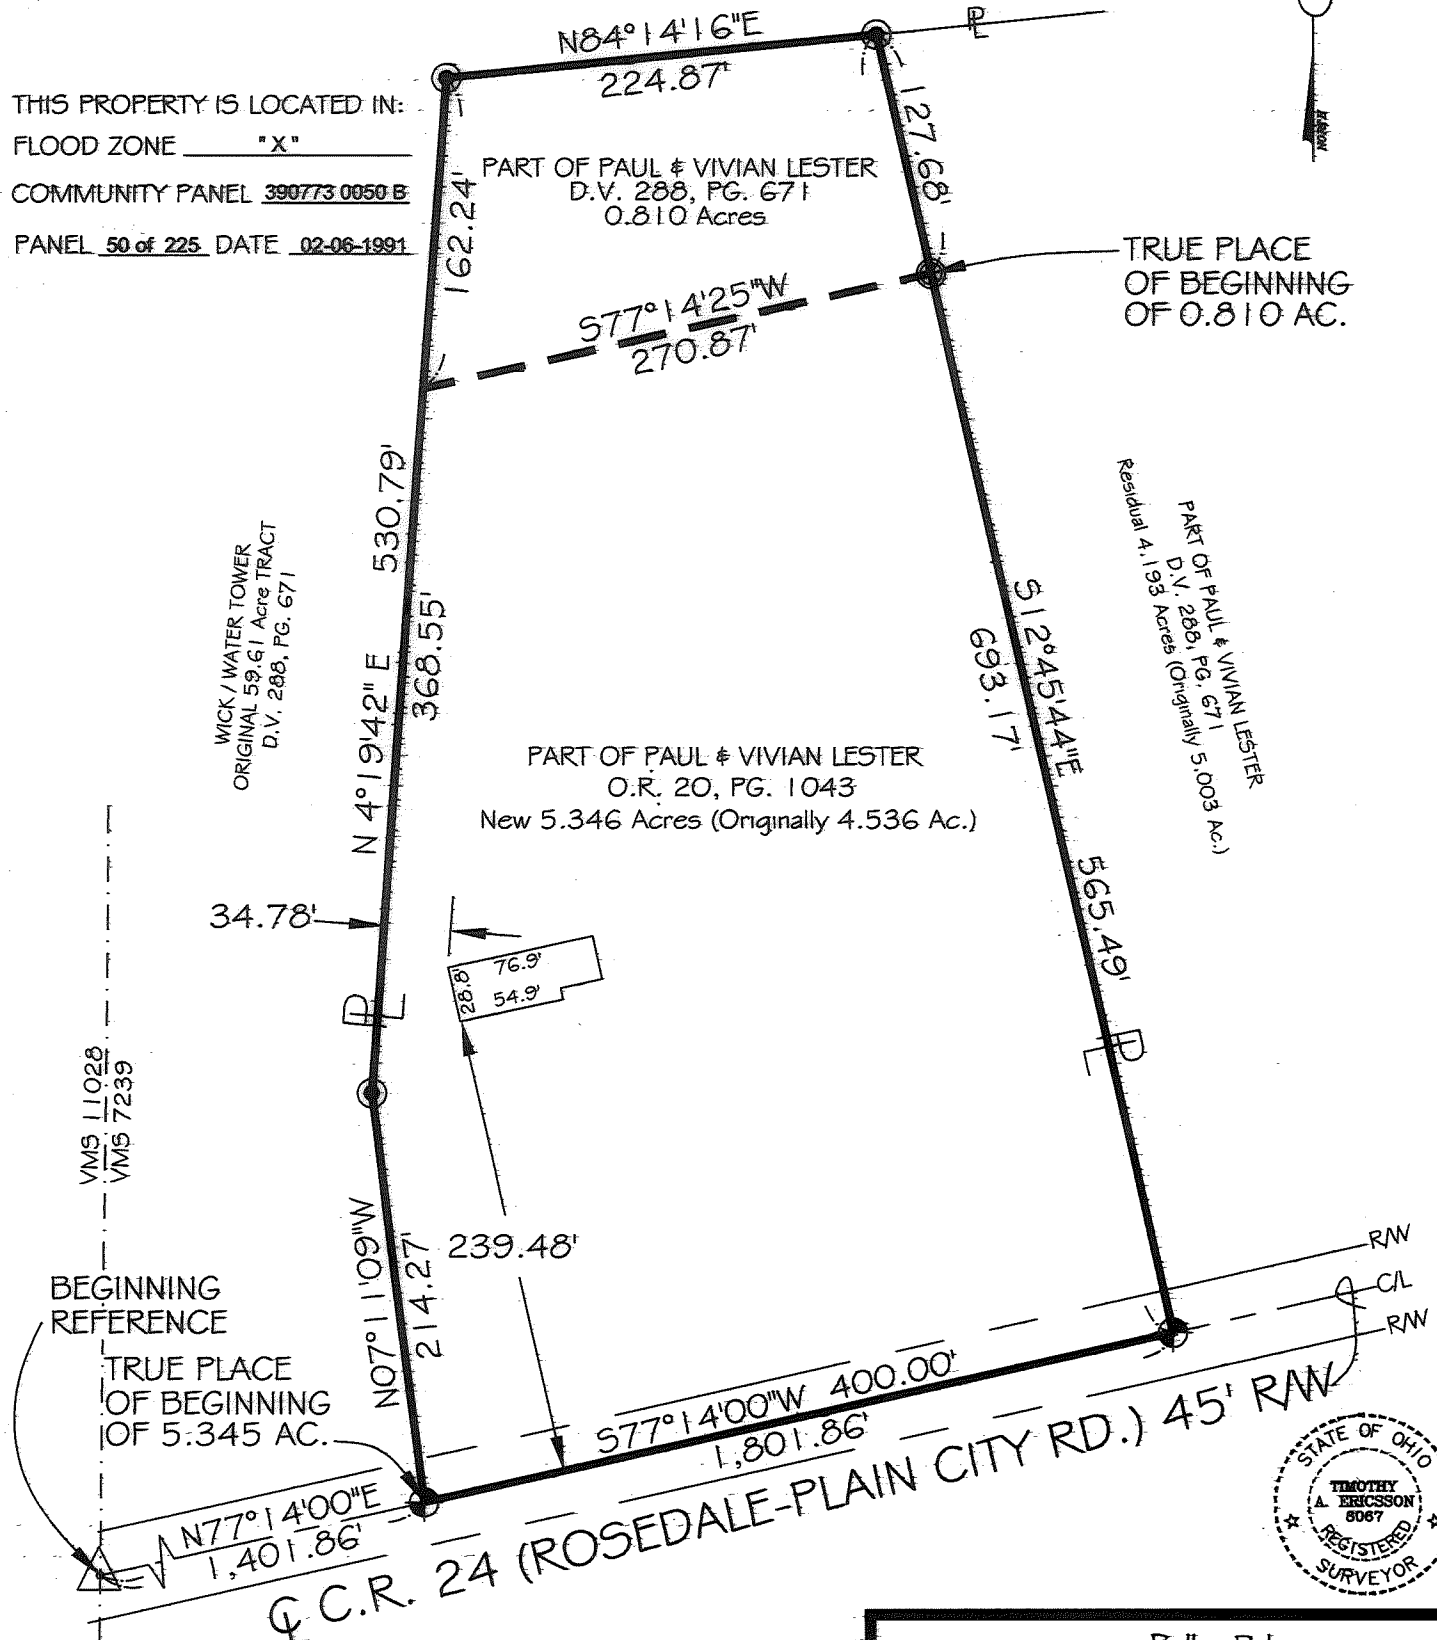 N84°14'16"E
224.87'
PL
THIS PROPERTY IS LOCATED IN:
FLOOD ZONE "X"
COMMUNITY PANEL 390773 0050 B
PANEL 50 of 225 DATE 02-06-1991
162.24'
PART OF PAUL & VIVIAN LESTER
D.V. 288, PG. 671
0.810 Acres
127.68'
TRUE PLACE
OF BEGINNING
OF 0.810 AC.
S77°14'25"W
270.87'
N 4°19'42" E 530.79'
368.55'
WICK / WATER TOWER
ORIGINAL 59.61 Acre TRACT
D.V. 288, PG. 671
S12°45'44"E
693.17'
565.49'
PART OF PAUL & VIVIAN LESTER
D.V. 288, PG. 671
Residual 4.193 Acres (Originally 5.003 Ac.)
PART OF PAUL & VIVIAN LESTER
O.R. 20, PG. 1043
New 5.346 Acres (Originally 4.536 Ac.)
34.78'
76.9'
28.8'
54.9'
PL
PL
VMS 11028
VMS 7239
N07°11'09"W
214.27'
239.48'
BEGINNING
REFERENCE
TRUE PLACE
OF BEGINNING
OF 5.345 AC.
R/W
C/L
R/W
S77°14'00"W 400.00'
1,801.86'
N77°14'00"E
1,401.86'
CL C.R. 24 (ROSEDALE-PLAIN CITY RD.) 45' R/W
STATE OF OHIO
TIMOTHY
A. ERICSSON
8067
REGISTERED
SURVEYOR